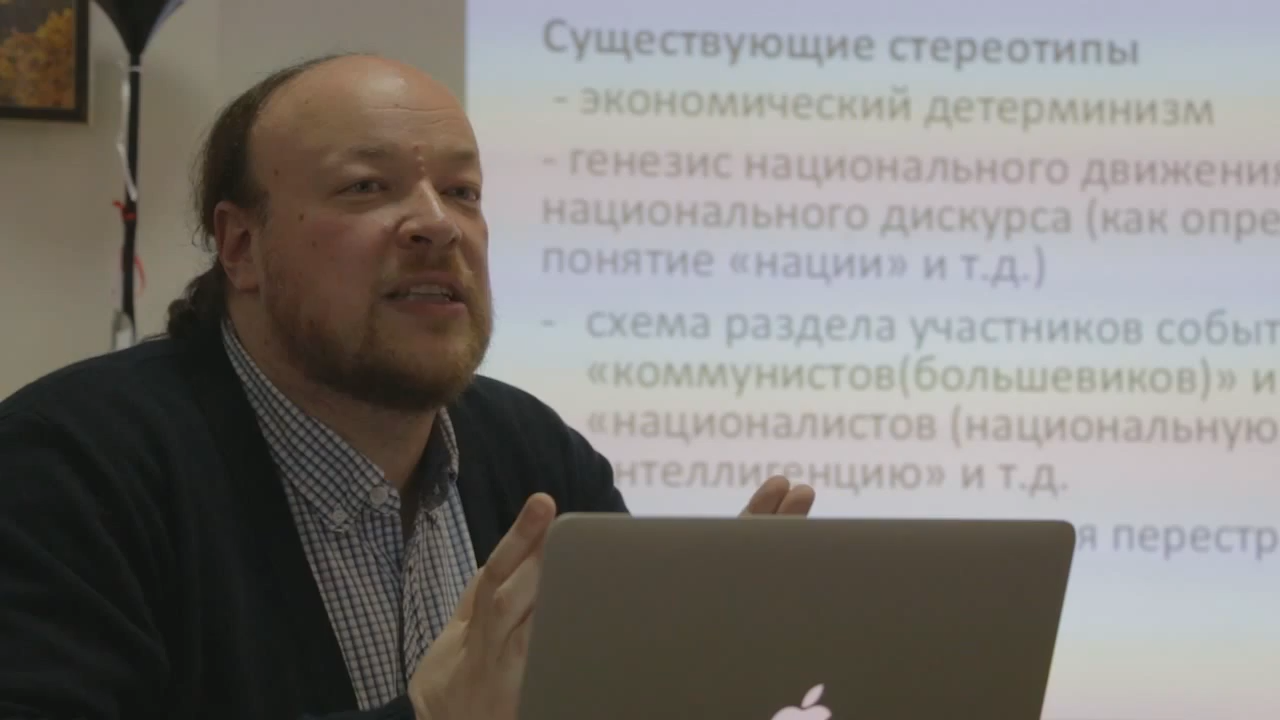 Существующие стереотипы
- экономический детерминизм
- генезис национального движения
национального дискурса (как опре
понятие «нации» и т.д.)
- схема раздела участников событ
«коммунистов(большевиков)» и
«националистов (национальную
нтеллигенцию» и т.д.
я перестр